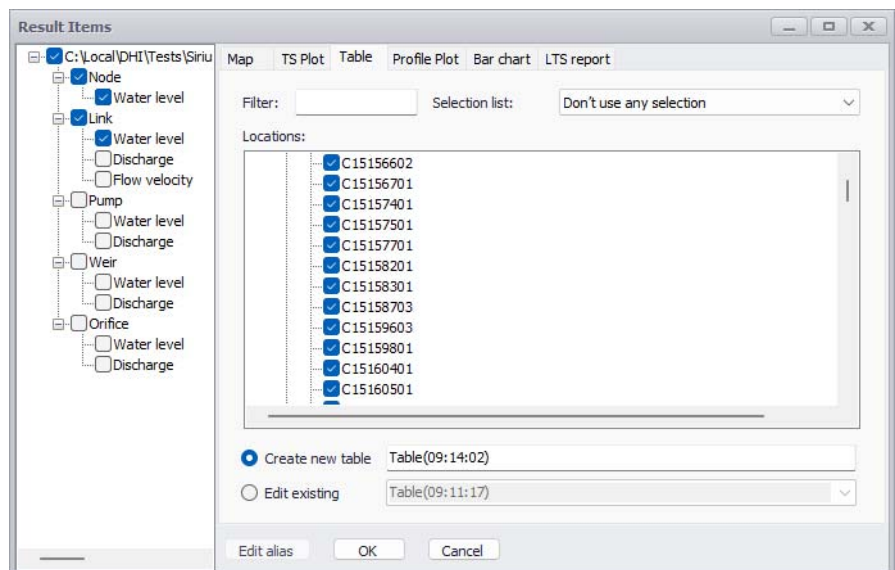 Result Items
C:\Local\DHI\Tests\Siriu
Node
Water level
Link
Water level
Discharge
Flow velocity
Pump
Water level
Discharge
Weir
Water level
Discharge
Orifice
Water level
Discharge
Map TS Plot Table Profile Plot Bar chart LTS report
Filter: Selection list: Don't use any selection
Locations:
C15156602
C15156701
C15157401
C15157501
C15157701
C15158201
C15158301
C15158703
C15159603
C15159801
C15160401
C15160501
Create new table Table(09:14:02)
Edit existing Table(09:11:17)
Edit alias OK Cancel